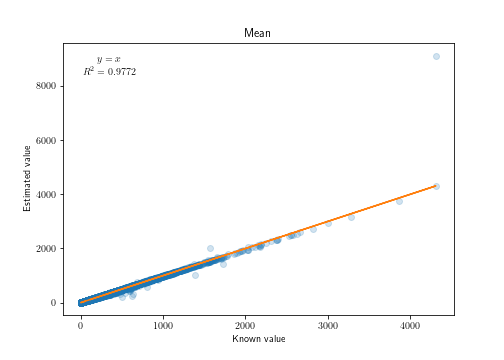 Mean
y = x
R² = 0.9772
8000
6000
4000
2000
0
Estimated value
0 1000 2000 3000 4000
Known value